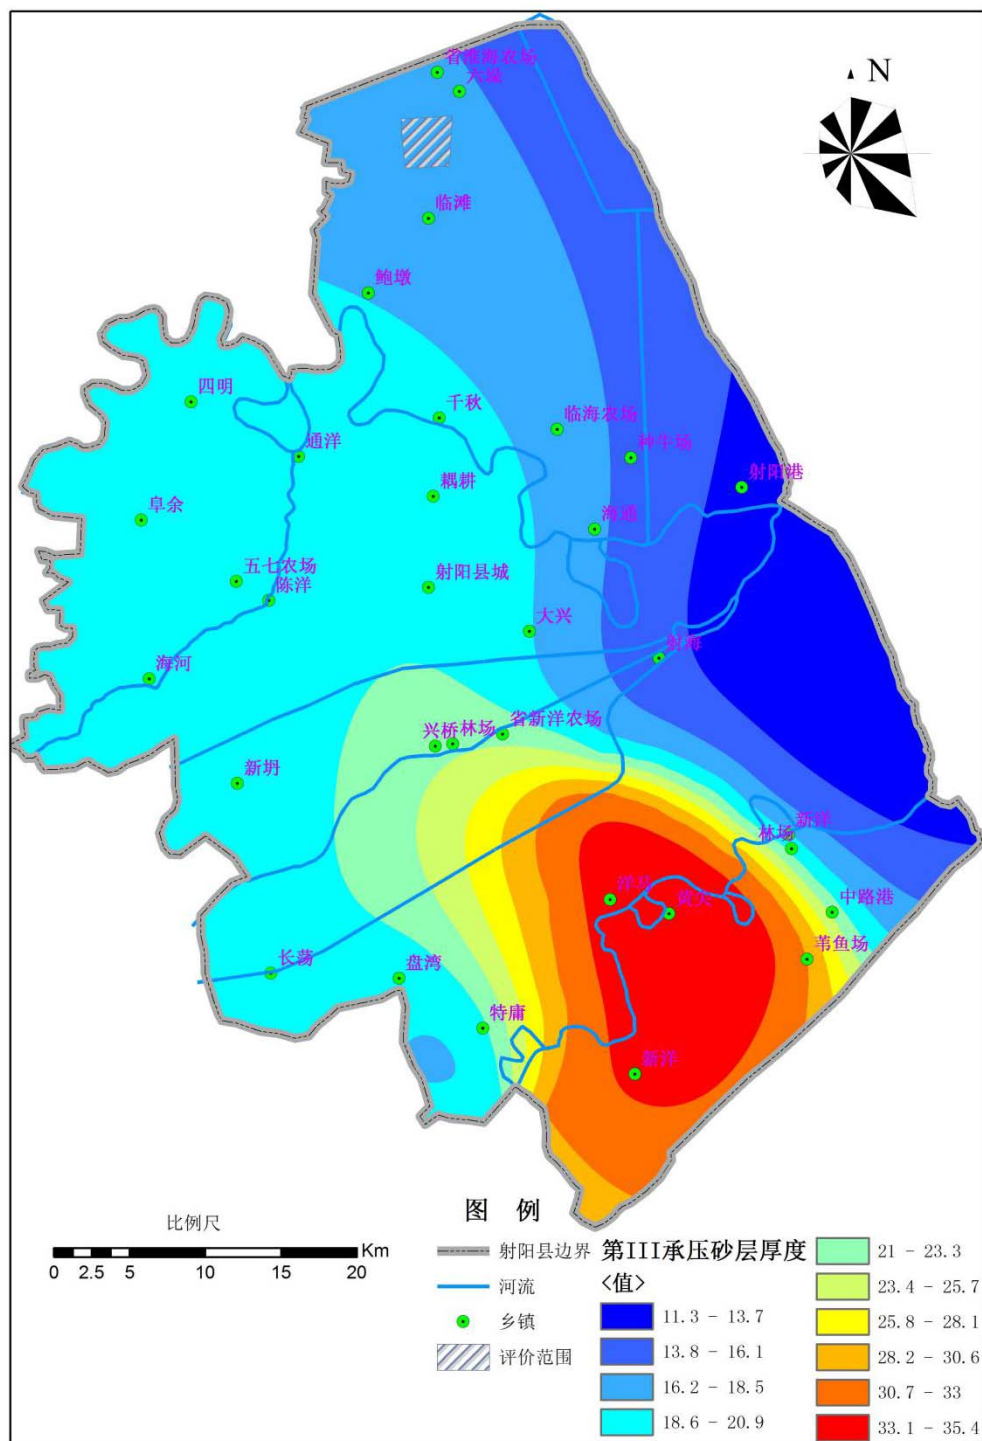 N
省淮海农场
六垛
临滩
鲍墩
四明
千秋
临海农场
通洋
种牛场
射阳港
耦耕
阜余
海通
五七农场
陈洋
射阳县城
大兴
射海
海河
省新洋农场
兴桥
林场
新坍
新洋
林场
洋马
黄尖
中路港
苇鱼场
长荡
盘湾
特庸
新洋
图 例
比例尺
Km
0 2.5 5 10 20
射阳县边界
河流
乡镇
评价范围
第III承压砂层厚度
<值>
11.3 - 13.7
13.8 - 16.1
16.2 - 18.5
18.6 - 20.9
21 - 23.3
23.4 - 25.7
25.8 - 28.1
28.2 - 30.6
30.7 - 33
33.1 - 35.4